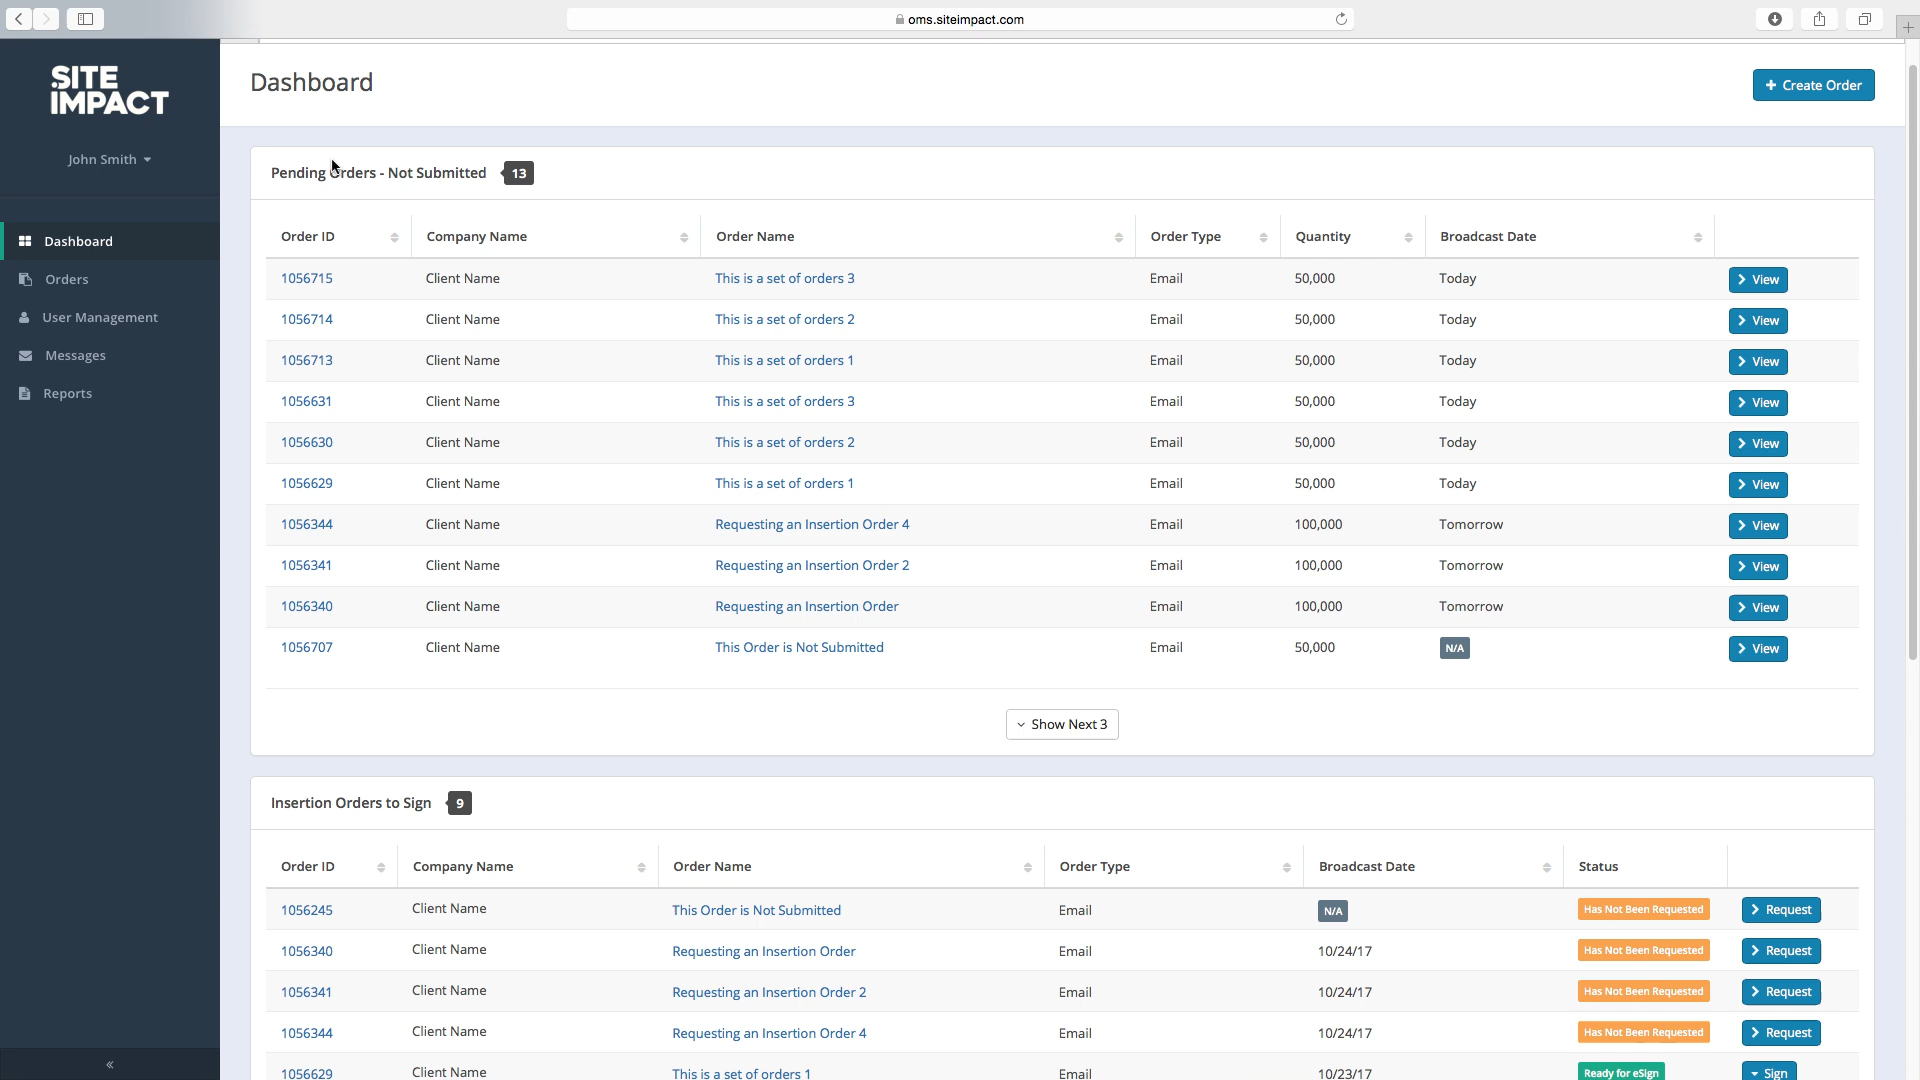 oms.siteimpact.com
SITE
IMPACT
John Smith
Dashboard
Orders
User Management
Messages
Reports
«
Dashboard
+ Create Order
Pending Orders - Not Submitted 13
Order ID Company Name Order Name Order Type Quantity Broadcast Date
1056715 Client Name This is a set of orders 3 Email 50,000 Today View
1056714 Client Name This is a set of orders 2 Email 50,000 Today View
1056713 Client Name This is a set of orders 1 Email 50,000 Today View
1056631 Client Name This is a set of orders 3 Email 50,000 Today View
1056630 Client Name This is a set of orders 2 Email 50,000 Today View
1056629 Client Name This is a set of orders 1 Email 50,000 Today View
1056344 Client Name Requesting an Insertion Order 4 Email 100,000 Tomorrow View
1056341 Client Name Requesting an Insertion Order 2 Email 100,000 Tomorrow View
1056340 Client Name Requesting an Insertion Order Email 100,000 Tomorrow View
1056707 Client Name This Order is Not Submitted Email 50,000 N/A View
Show Next 3
Insertion Orders to Sign 9
Order ID Company Name Order Name Order Type Broadcast Date Status
1056245 Client Name This Order is Not Submitted Email N/A Has Not Been Requested Request
1056340 Client Name Requesting an Insertion Order Email 10/24/17 Has Not Been Requested Request
1056341 Client Name Requesting an Insertion Order 2 Email 10/24/17 Has Not Been Requested Request
1056344 Client Name Requesting an Insertion Order 4 Email 10/24/17 Has Not Been Requested Request
1056629 Client Name This is a set of orders 1 Email 10/23/17 Ready for eSign Sign